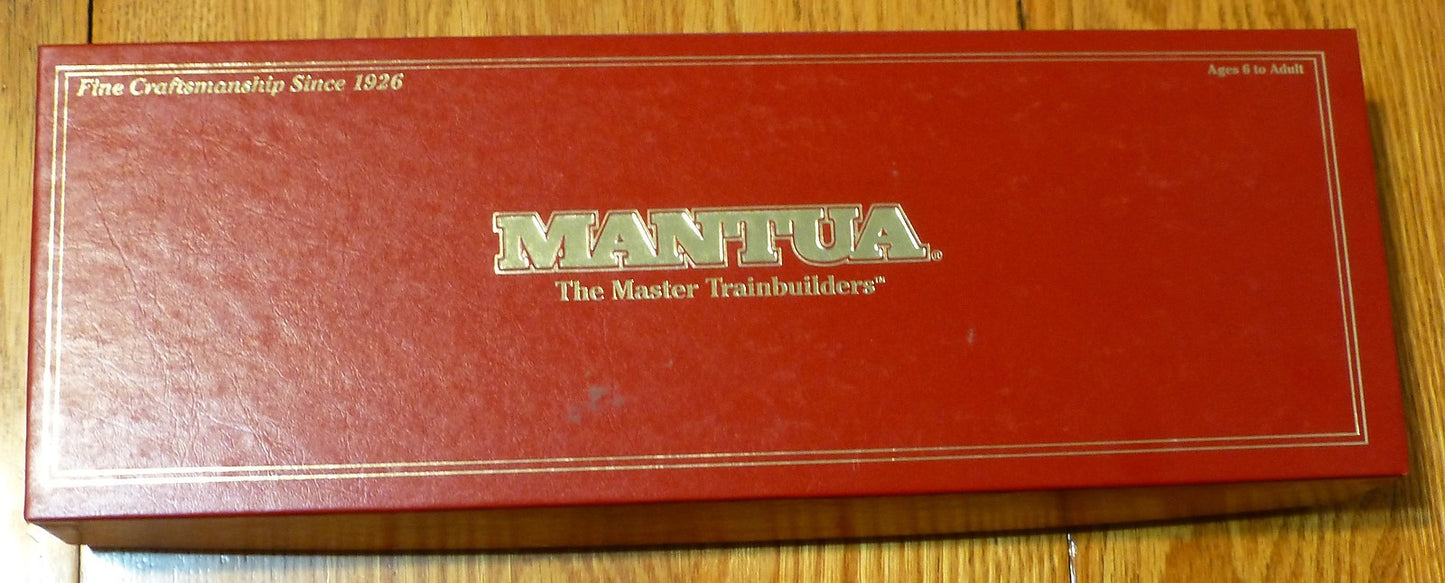 Fine Craftsmanship Since 1926
Ages 6 to Adult
MANTUA®
The Master Trainbuilders™